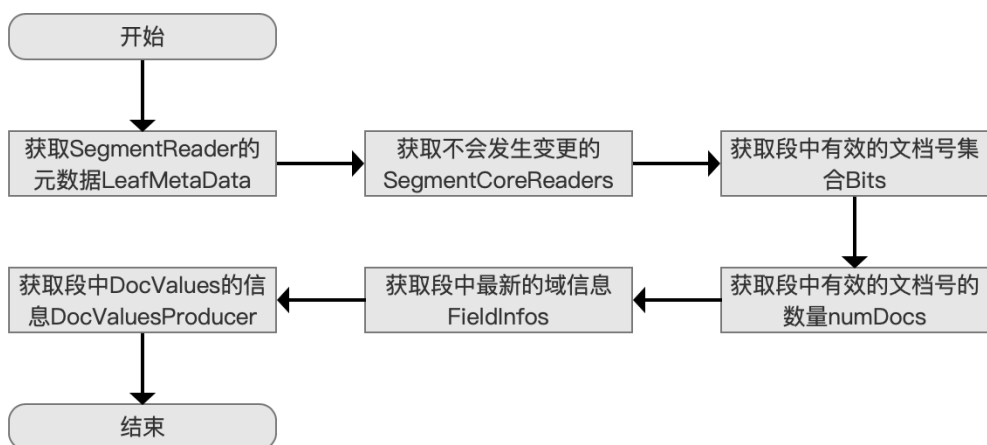 开始
获取SegmentReader的
元数据LeafMetaData
获取不会发生变更的
SegmentCoreReaders
获取段中有效的文档号集
合Bits
获取段中有效的文档号的
数量numDocs
获取段中最新的域信息
FieldInfos
获取段中DocValues的信
息DocValuesProducer
结束